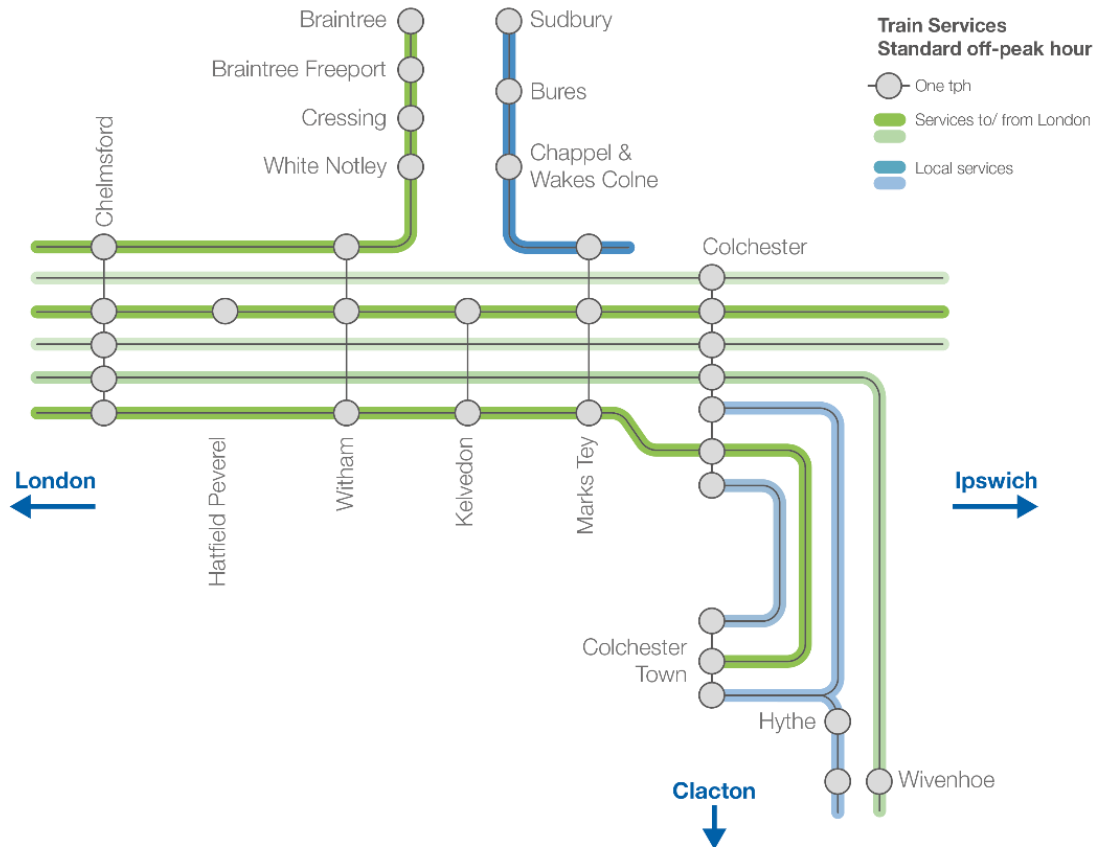 Braintree
Braintree Freeport
Cressing
White Notley
Sudbury
Bures
Chappel &
Wakes Colne
Train Services
Standard off-peak hour
One tph
Services to/ from London
Local services
Chelmsford
Colchester
Hatfield Peverel
Witham
Kelvedon
Marks Tey
London
Ipswich
Colchester
Town
Hythe
Wivenhoe
Clacton